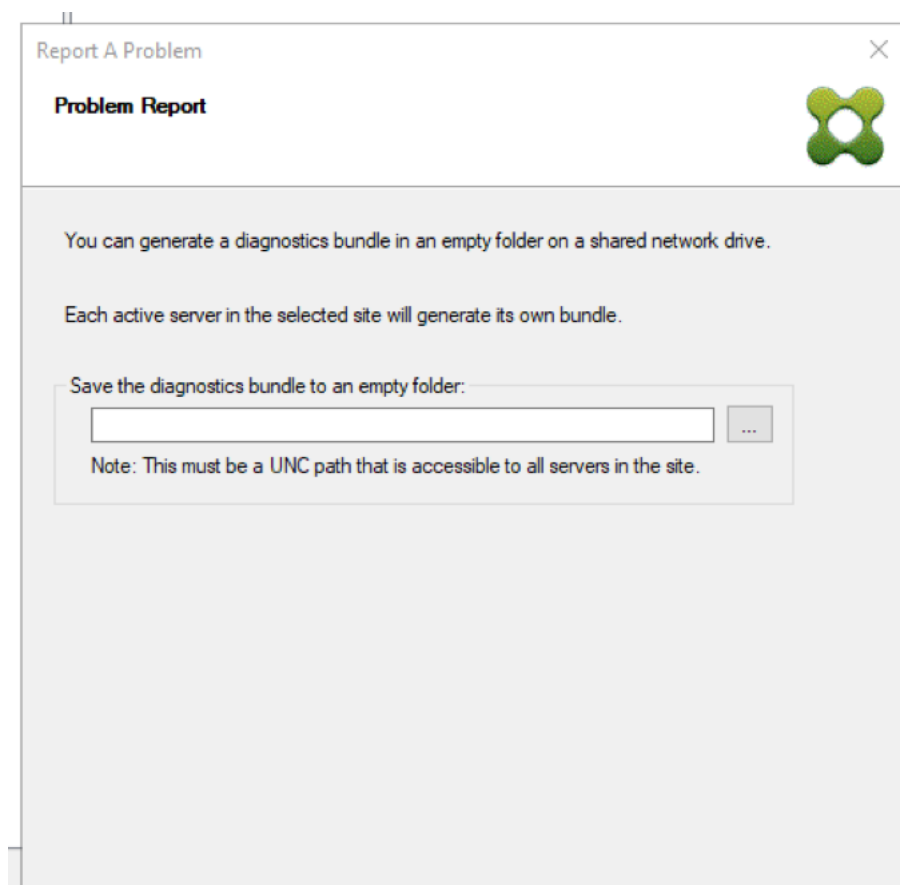 Report A Problem
Problem Report
You can generate a diagnostics bundle in an empty folder on a shared network drive.
Each active server in the selected site will generate its own bundle.
Save the diagnostics bundle to an empty folder:
...
Note: This must be a UNC path that is accessible to all servers in the site.